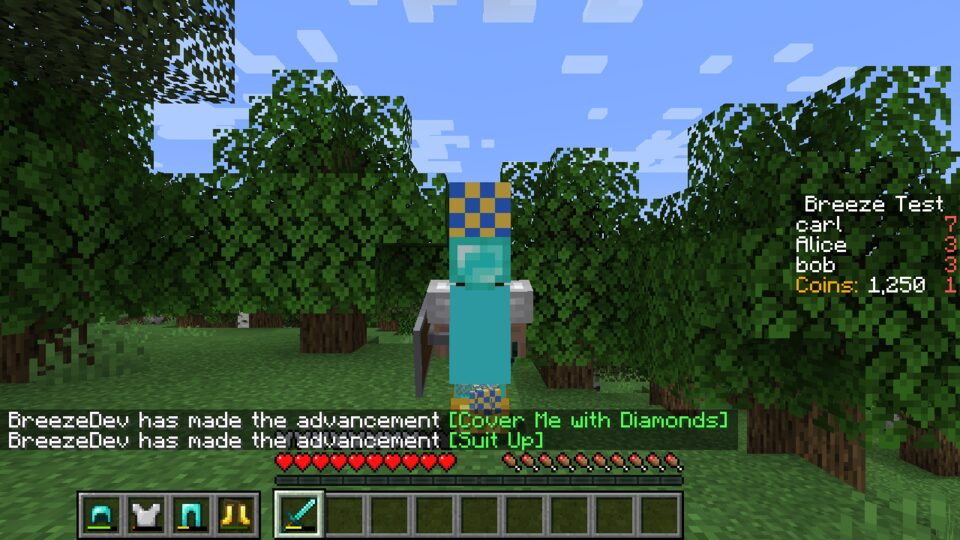 Breeze Test
carl 7
Alice 3
bob 3
Coins: 1,250 1
BreezeDev has made the advancement [Cover Me with Diamonds]
BreezeDev has made the advancement [Suit Up]